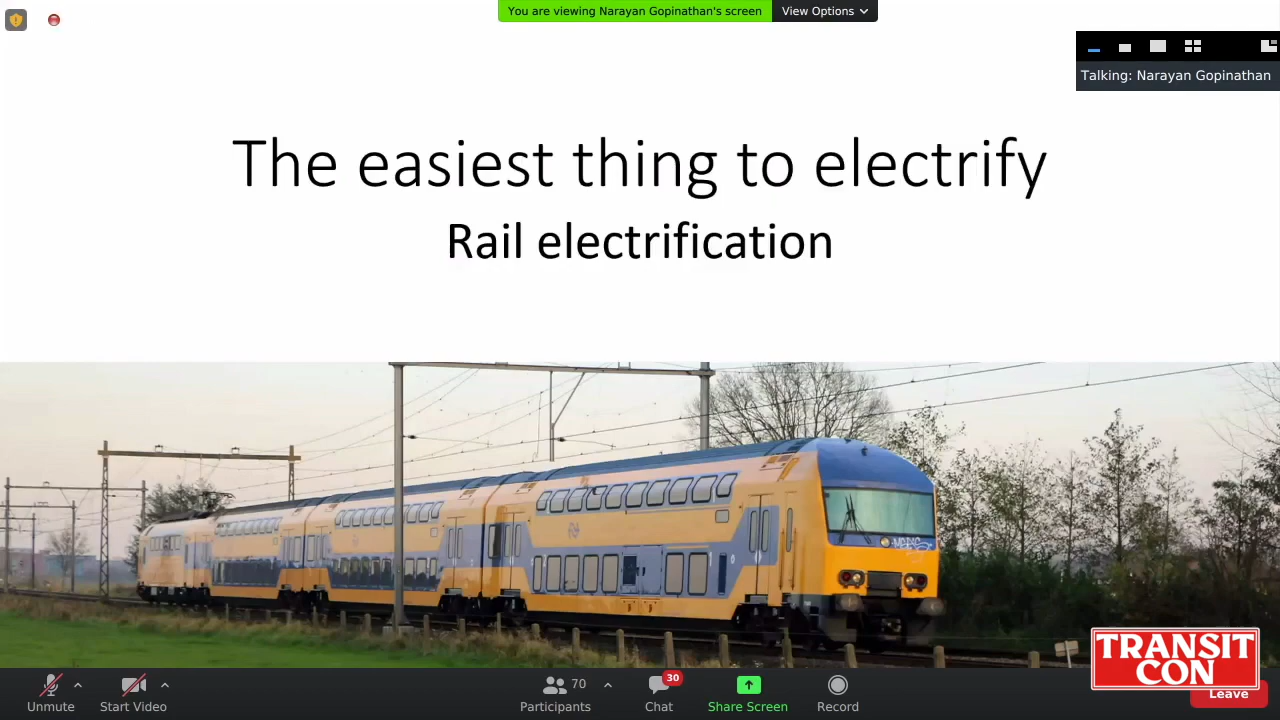 You are viewing Narayan Gopinathan's screen
View Options
Talking: Narayan Gopinathan
The easiest thing to electrify
Rail electrification
TRANSIT
CON
Leave
Unmute
Start Video
70
Participants
30
Chat
Share Screen
Record